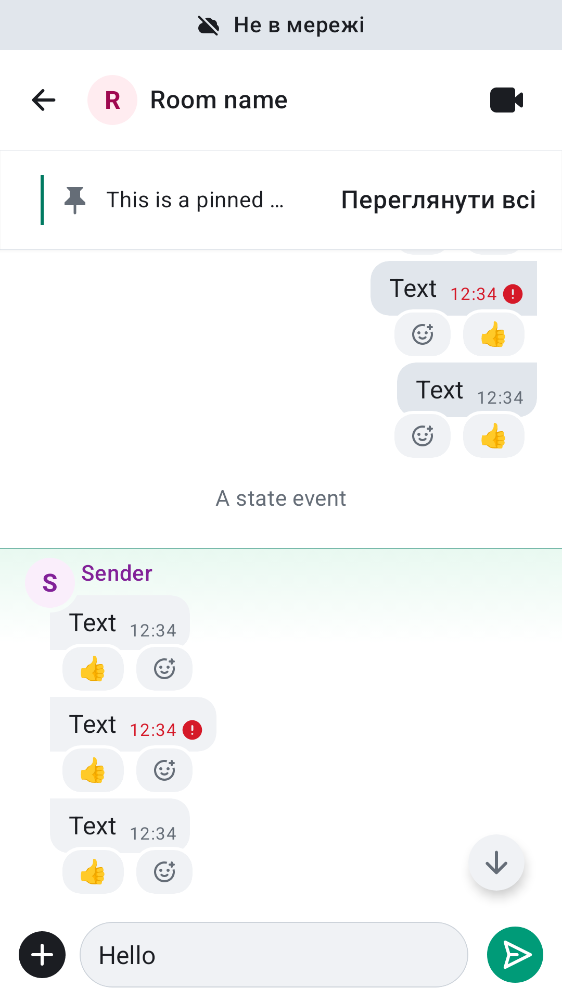 Не в мережі
R Room name
This is a pinned … Переглянути всі
Text 12:34
Text 12:34
A state event
S Sender
Text 12:34
Text 12:34
Text 12:34
Hello